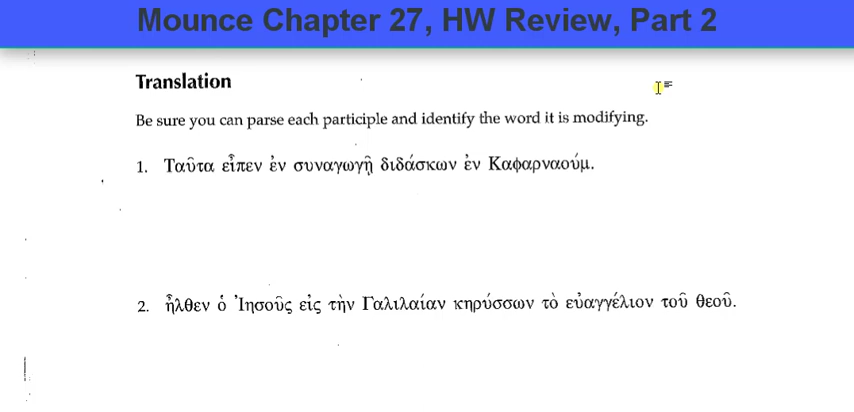 Mounce Chapter 27, HW Review, Part 2
Translation
Be sure you can parse each participle and identify the word it is modifying.
1. Ταῦτα εἶπεν ἐν συναγωγῇ διδάσκων ἐν Καφαρναούμ.
2. ἦλθεν ὁ Ἰησοῦς εἰς τὴν Γαλιλαίαν κηρύσσων τὸ εὐαγγέλιον τοῦ θεοῦ.